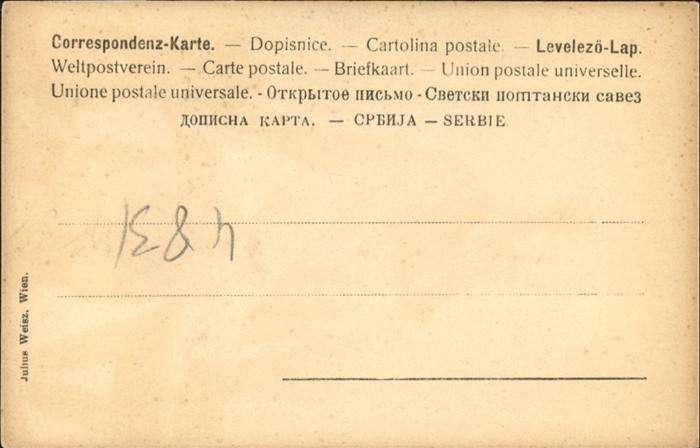 Correspondenz-Karte. — Dopisnice. — Cartolina postale. — Levelező-Lap.
Weltpostverein. — Carte postale. — Briefkaart. — Union postale universelle.
Unione postale universale. - Открытое письмо - Светски поштански савез
ДОПИСНА КАРТА. — СРБИЈА — SERBIE.
Julius Weisz, Wien.